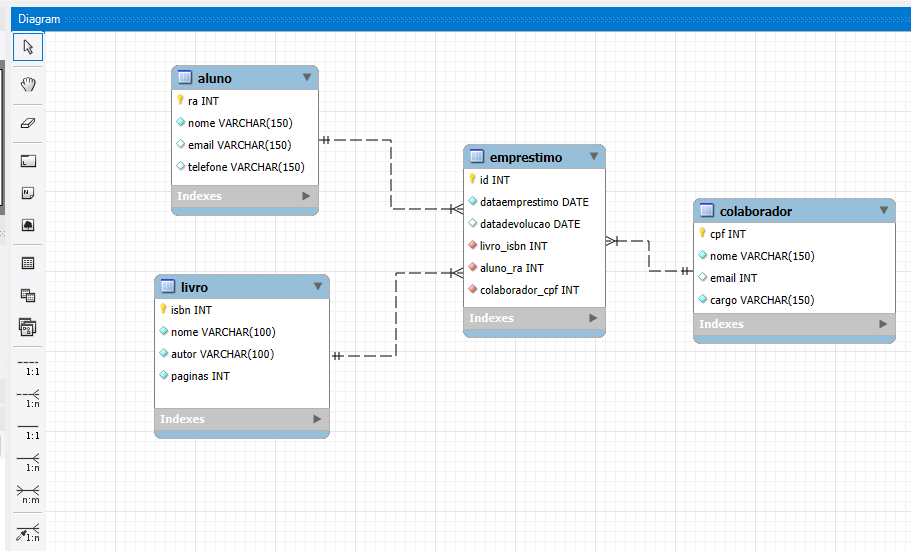 Diagram
aluno
ra INT
nome VARCHAR(150)
email VARCHAR(150)
telefone VARCHAR(150)
Indexes
emprestimo
id INT
dataemprestimo DATE
datadevolucao DATE
livro_isbn INT
aluno_ra INT
colaborador_cpf INT
Indexes
colaborador
cpf INT
nome VARCHAR(150)
email INT
cargo VARCHAR(150)
Indexes
livro
isbn INT
nome VARCHAR(100)
autor VARCHAR(100)
paginas INT
Indexes
1:1
1:n
1:1
1:n
n:m
1:n